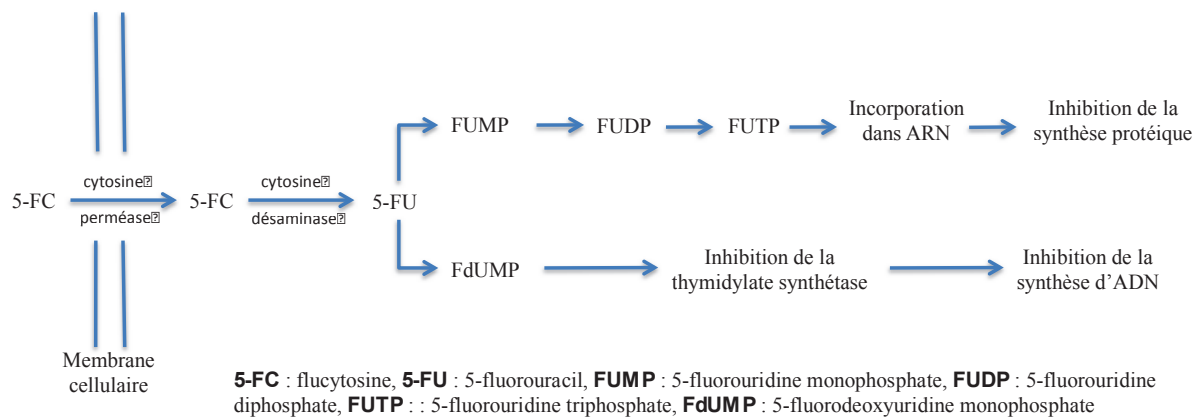 Incorporation
dans ARN
Inhibition de la
synthèse protéique
FUMP
FUDP
FUTP
5-FC
cytosine
perméase
5-FC
cytosine
désaminase
5-FU
FdUMP
Inhibition de la
thymidylate synthétase
Inhibition de la
synthèse d’ADN
Membrane
cellulaire
5-FC : flucytosine, 5-FU : 5-fluorouracil, FUMP : 5-fluorouridine monophosphate, FUDP : 5-fluorouridine
diphosphate, FUTP : : 5-fluorouridine triphosphate, FdUMP : 5-fluorodeoxyuridine monophosphate